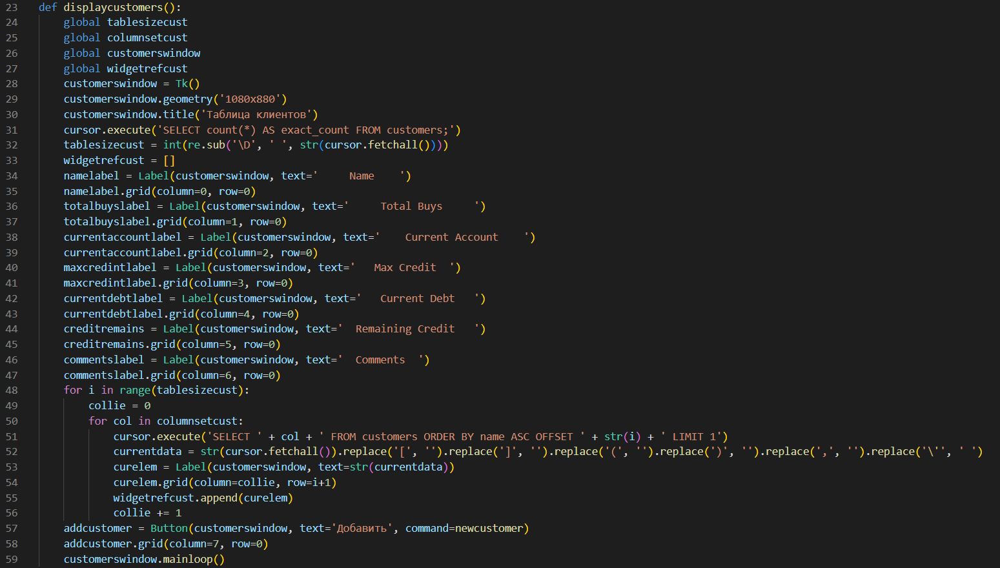 23 def displaycustomers():
24     global tablesizecust
25     global columnsetcust
26     global customerswindow
27     global widgetrefcust
28     customerswindow = Tk()
29     customerswindow.geometry('1080x880')
30     customerswindow.title('Таблица клиентов')
31     cursor.execute('SELECT count(*) AS exact_count FROM customers;')
32     tablesizecust = int(re.sub('\D', ' ', str(cursor.fetchall())))
33     widgetrefcust = []
34     namelabel = Label(customerswindow, text='     Name    ')
35     namelabel.grid(column=0, row=0)
36     totalbuyslabel = Label(customerswindow, text='     Total Buys     ')
37     totalbuyslabel.grid(column=1, row=0)
38     currentaccountlabel = Label(customerswindow, text='    Current Account    ')
39     currentaccountlabel.grid(column=2, row=0)
40     maxcredintlabel = Label(customerswindow, text='   Max Credit  ')
41     maxcredintlabel.grid(column=3, row=0)
42     currentdebtlabel = Label(customerswindow, text='   Current Debt   ')
43     currentdebtlabel.grid(column=4, row=0)
44     creditremains = Label(customerswindow, text='  Remaining Credit   ')
45     creditremains.grid(column=5, row=0)
46     commentslabel = Label(customerswindow, text='  Comments  ')
47     commentslabel.grid(column=6, row=0)
48     for i in range(tablesizecust):
49         collie = 0
50         for col in columnsetcust:
51             cursor.execute('SELECT ' + col + ' FROM customers ORDER BY name ASC OFFSET ' + str(i) + ' LIMIT 1')
52             currentdata = str(cursor.fetchall()).replace('[', '').replace(']', '').replace('(', '').replace(')', '').replace(',', '').replace('\'', ' ')
53             curelem = Label(customerswindow, text=str(currentdata))
54             curelem.grid(column=collie, row=i+1)
55             widgetrefcust.append(curelem)
56             collie += 1
57     addcustomer = Button(customerswindow, text='Добавить', command=newcustomer)
58     addcustomer.grid(column=7, row=0)
59     customerswindow.mainloop()